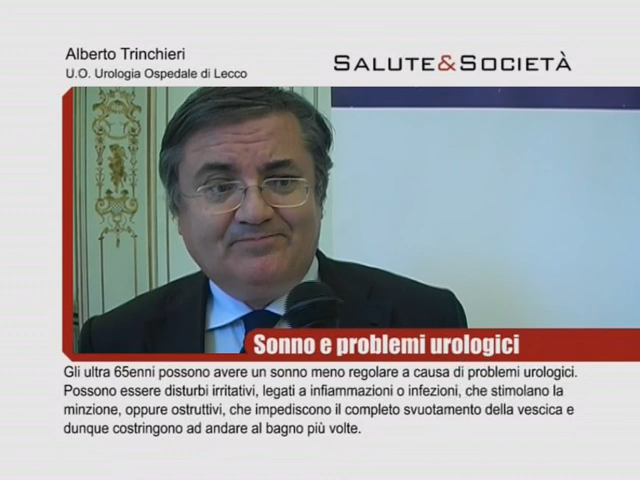 Alberto Trinchieri
U.O. Urologia Ospedale di Lecco
SALUTE&SOCIETÀ
Sonno e problemi urologici
Gli ultra 65enni possono avere un sonno meno regolare a causa di problemi urologici.
Possono essere disturbi irritativi, legati a infiammazioni o infezioni, che stimolano la
minzione, oppure ostruttivi, che impediscono il completo svuotamento della vescica e
dunque costringono ad andare al bagno più volte.